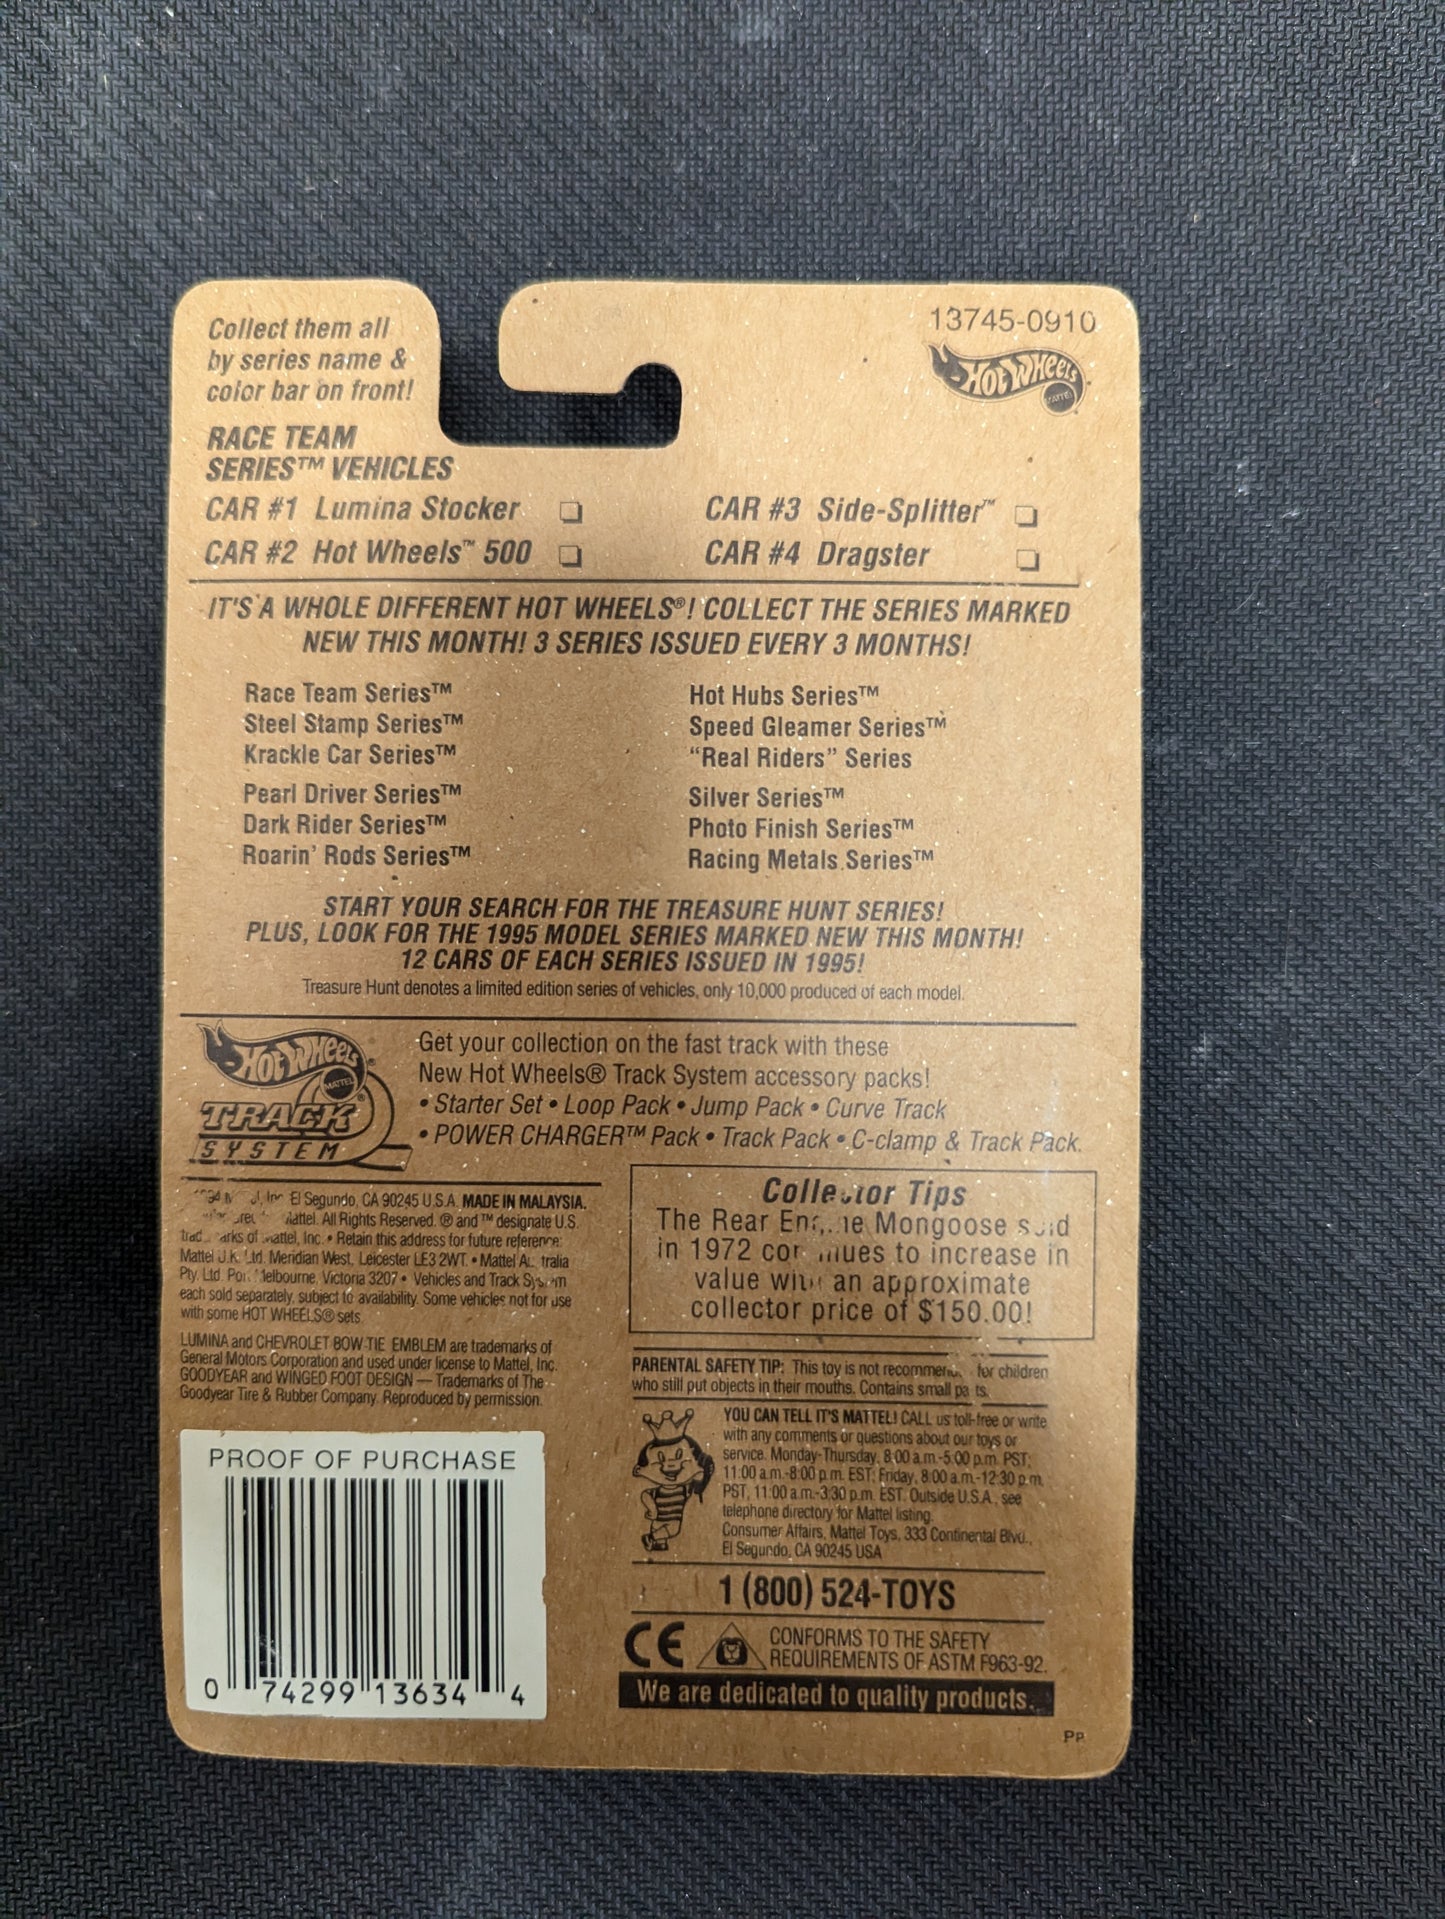 Collect them all
by series name &
color bar on front!
13745-0910
HOT WHEELS
MATTEL
RACE TEAM
SERIES™ VEHICLES
CAR #1 Lumina Stocker ❑
CAR #2 Hot Wheels™ 500 ❑
CAR #3 Side-Splitter™ ❑
CAR #4 Dragster ❑
IT'S A WHOLE DIFFERENT HOT WHEELS®! COLLECT THE SERIES MARKED
NEW THIS MONTH! 3 SERIES ISSUED EVERY 3 MONTHS!
Race Team Series™
Steel Stamp Series™
Krackle Car Series™
Pearl Driver Series™
Dark Rider Series™
Roarin' Rods Series™
Hot Hubs Series™
Speed Gleamer Series™
“Real Riders” Series
Silver Series™
Photo Finish Series™
Racing Metals Series™
START YOUR SEARCH FOR THE TREASURE HUNT SERIES!
PLUS, LOOK FOR THE 1995 MODEL SERIES MARKED NEW THIS MONTH!
12 CARS OF EACH SERIES ISSUED IN 1995!
Treasure Hunt denotes a limited edition series of vehicles, only 10,000 produced of each model.
HOT WHEELS®
MATTEL
TRACK®
SYSTEM
Get your collection on the fast track with these
New Hot Wheels® Track System accessory packs!
• Starter Set • Loop Pack • Jump Pack • Curve Track
• POWER CHARGER™ Pack • Track Pack • C-clamp & Track Pack.
Inc. El Segundo, CA 90245 U.S.A. MADE IN MALAYSIA.
Mattel. All Rights Reserved. ® and ™ designate U.S.
of Mattel, Inc. • Retain this address for future reference:
Mattel U.K. Ltd. Meridian West, Leicester LE3 2WT. • Mattel Australia
Pty. Ltd. Port Melbourne, Victoria 3207 • Vehicles and Track System
each sold separately, subject to availability. Some vehicles not for use
with some HOT WHEELS® sets.
LUMINA and CHEVROLET BOW TIE EMBLEM are trademarks of
General Motors Corporation and used under license to Mattel, Inc.
GOODYEAR and WINGED FOOT DESIGN — Trademarks of The
Goodyear Tire & Rubber Company. Reproduced by permission.
Collector Tips
The Rear Engine Mongoose sold
in 1972 continues to increase in
value with an approximate
collector price of $150.00!
PARENTAL SAFETY TIP: This toy is not recommended for children
who still put objects in their mouths. Contains small parts.
YOU CAN TELL IT'S MATTEL! CALL us toll-free or write
with any comments or questions about our toys or
service. Monday-Thursday, 8:00 a.m.-5:00 p.m. PST;
11:00 a.m.-8:00 p.m. EST; Friday, 8:00 a.m.-12:30 p.m.
PST, 11:00 a.m.-3:30 p.m. EST. Outside U.S.A., see
telephone directory for Mattel listing.
Consumer Affairs, Mattel Toys, 333 Continental Blvd.,
El Segundo, CA 90245 USA
1 (800) 524-TOYS
CE
CONFORMS TO THE SAFETY
REQUIREMENTS OF ASTM F963-92.
We are dedicated to quality products.
PROOF OF PURCHASE
0 74299 13634 4
PP